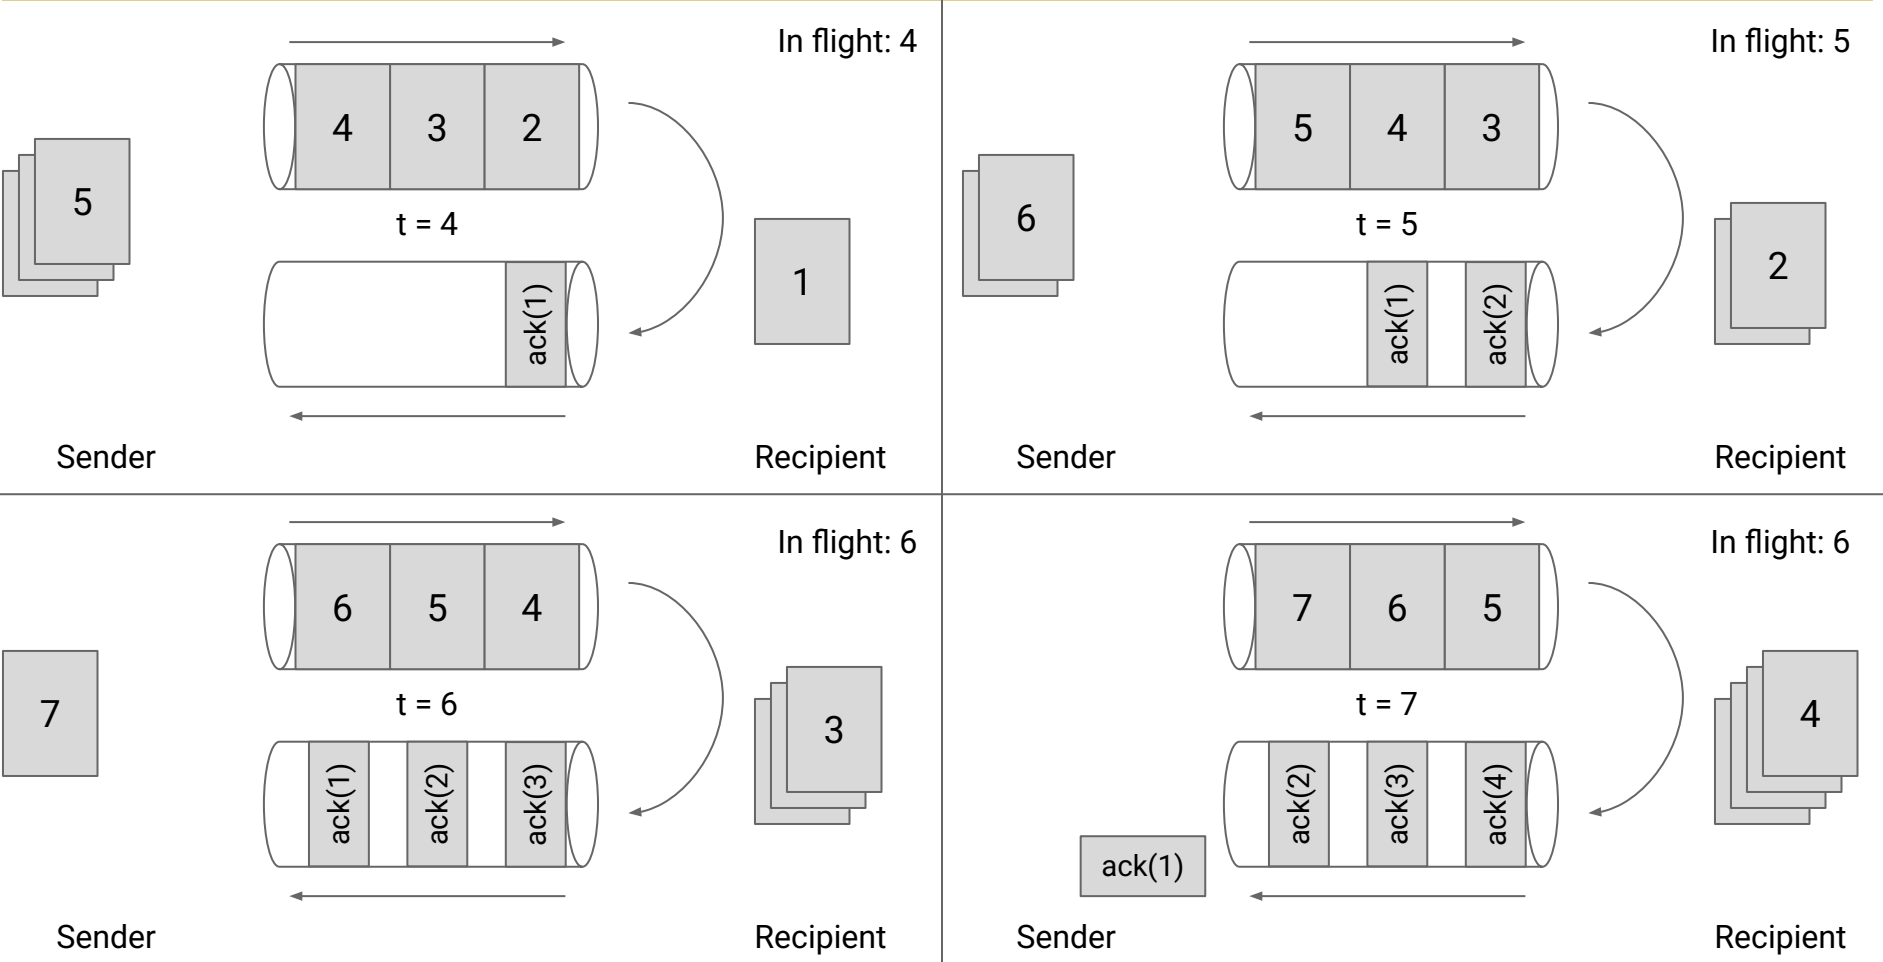 In flight: 4
4 3 2
5
t = 4
1
ack(1)
Sender
Recipient
In flight: 5
5 4 3
6
t = 5
2
ack(1) ack(2)
Sender
Recipient
In flight: 6
6 5 4
7
t = 6
3
ack(1) ack(2) ack(3)
Sender
Recipient
In flight: 6
7 6 5
t = 7
4
ack(2) ack(3) ack(4)
ack(1)
Sender
Recipient